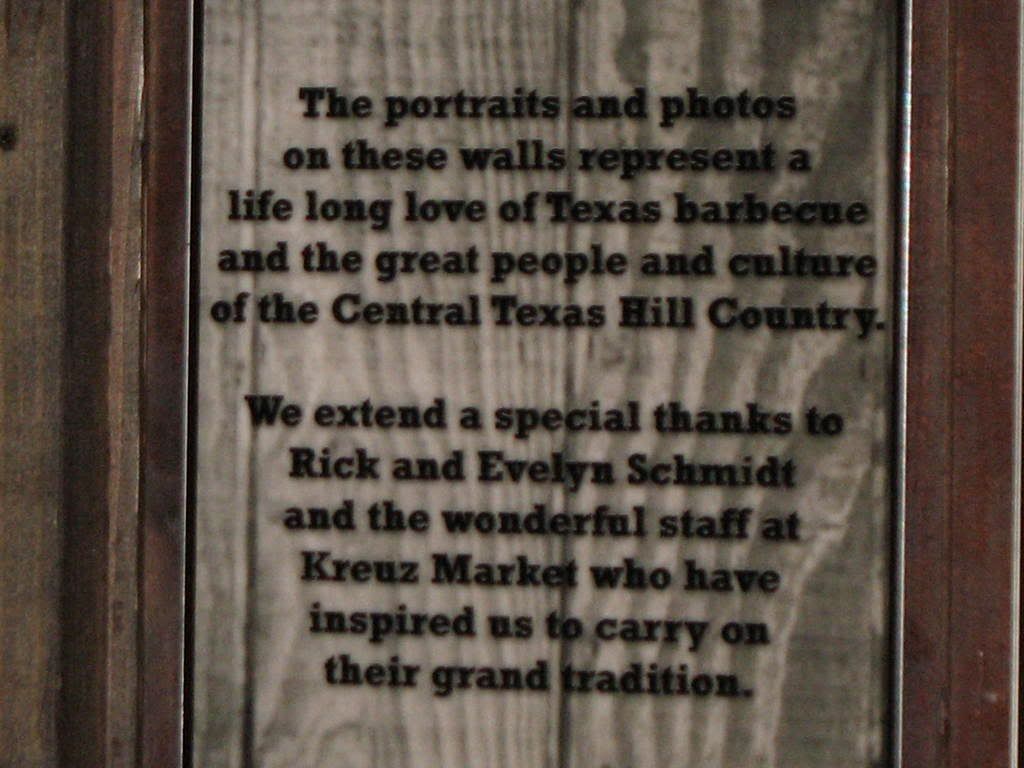 The portraits and photos
on these walls represent a
life long love of Texas barbecue
and the great people and culture
of the Central Texas Hill Country.
We extend a special thanks to
Rick and Evelyn Schmidt
and the wonderful staff at
Kreuz Market who have
inspired us to carry on
their grand tradition.